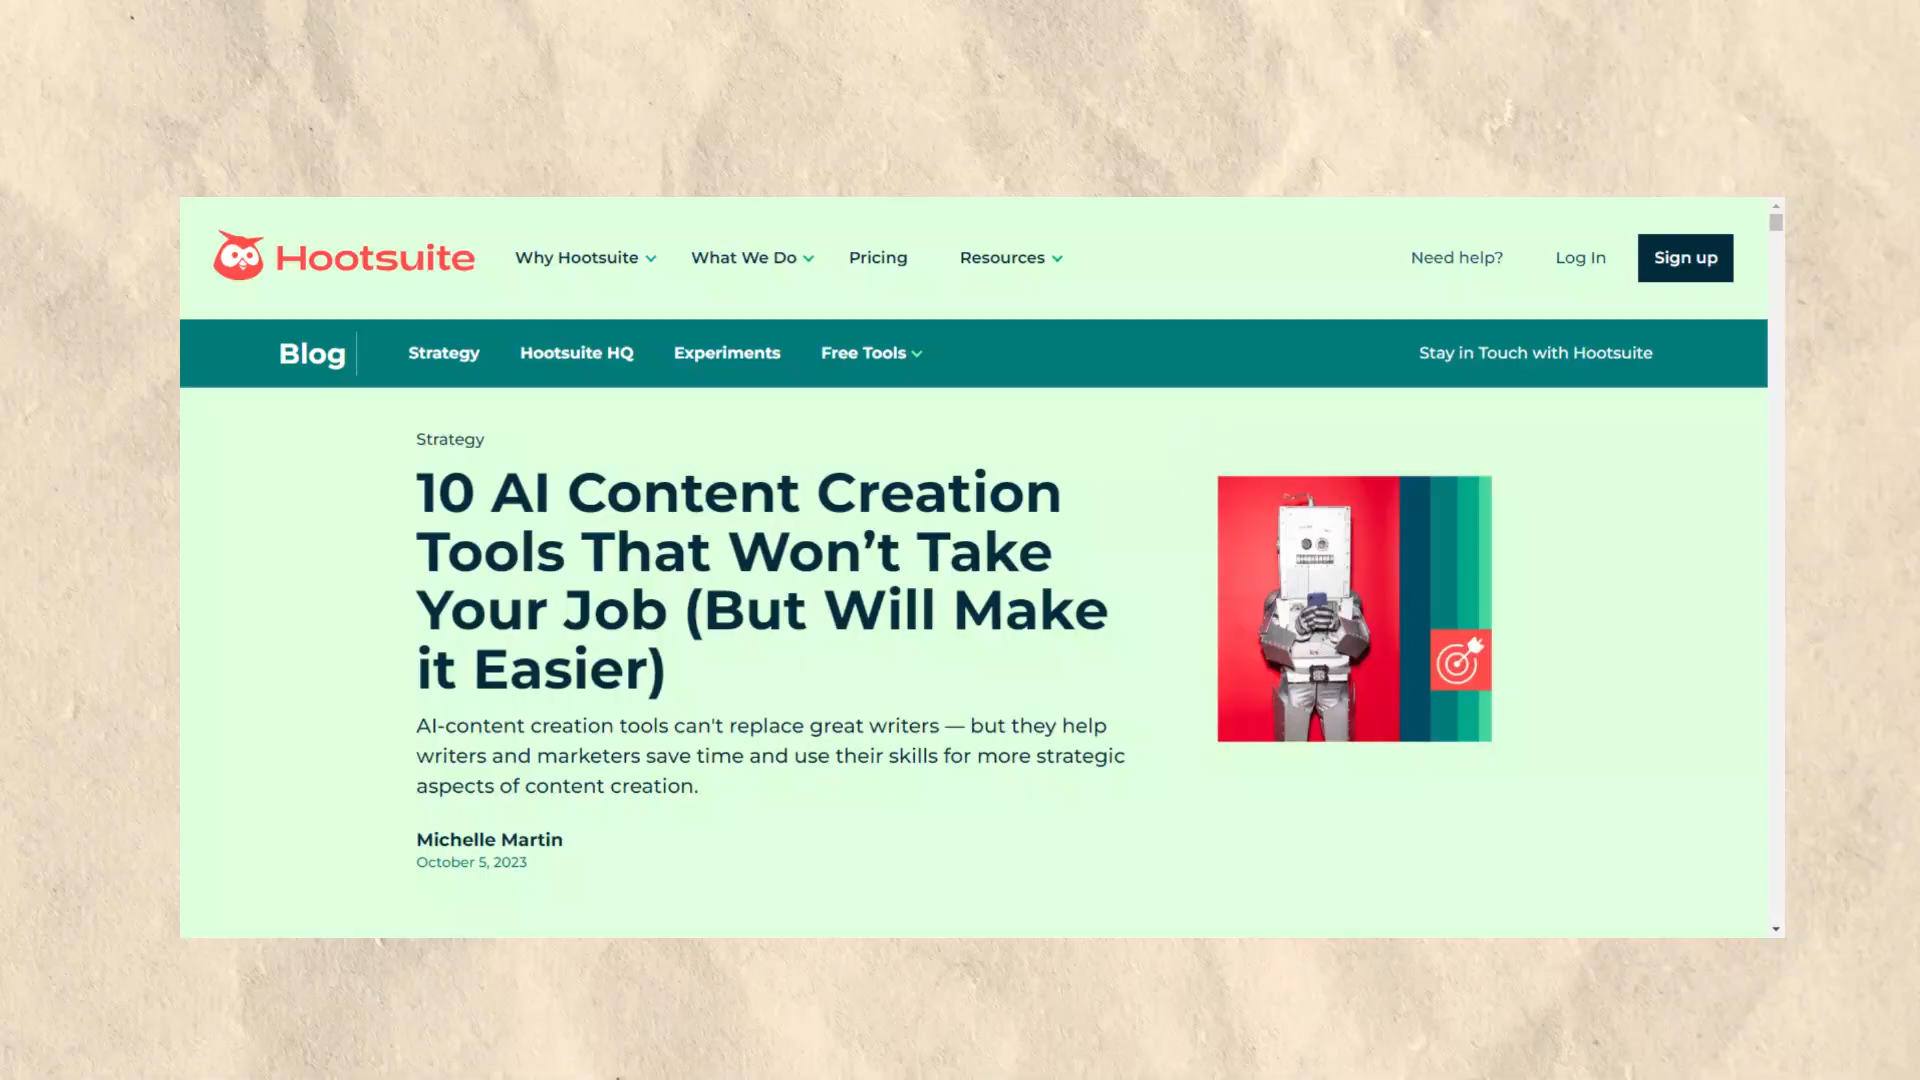 Hootsuite
Why Hootsuite
What We Do
Pricing
Resources
Need help?
Log In
Sign up
Blog
Strategy
Hootsuite HQ
Experiments
Free Tools
Stay in Touch with Hootsuite
Strategy
10 AI Content Creation
Tools That Won’t Take
Your Job (But Will Make
it Easier)
AI-content creation tools can't replace great writers — but they help
writers and marketers save time and use their skills for more strategic
aspects of content creation.
Michelle Martin
October 5, 2023